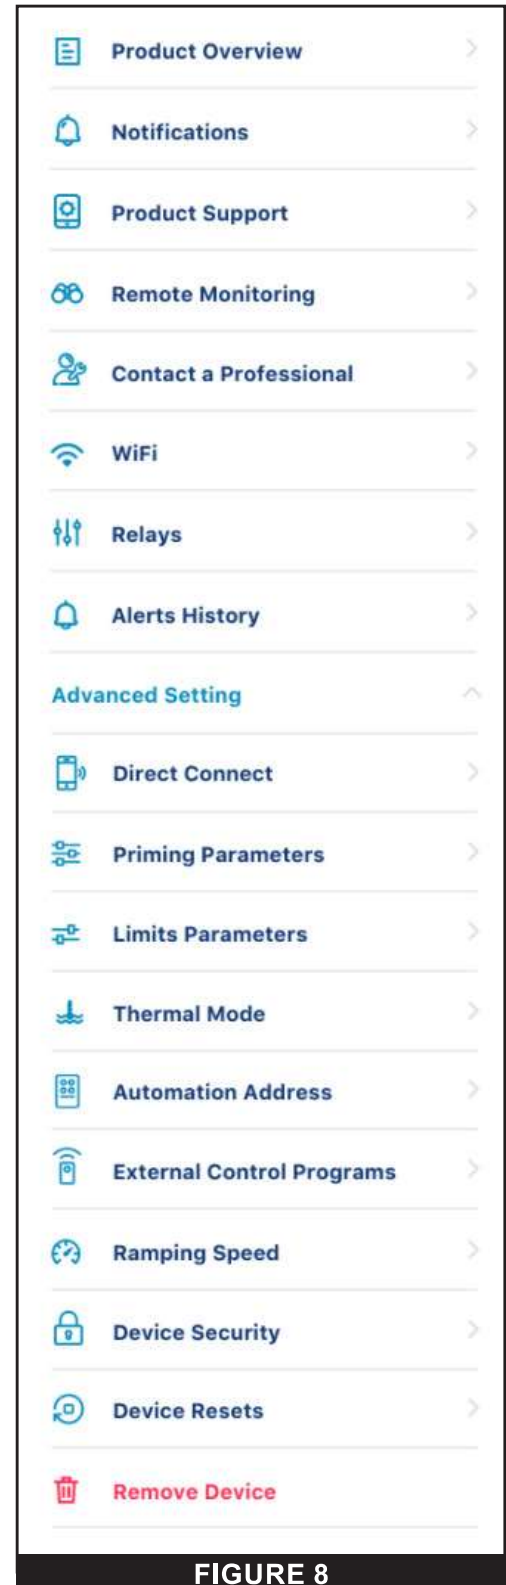 Product Overview
Notifications
Product Support
Remote Monitoring
Contact a Professional
WiFi
Relays
Alerts History
Advanced Setting
Direct Connect
Priming Parameters
Limits Parameters
Thermal Mode
Automation Address
External Control Programs
Ramping Speed
Device Security
Device Resets
Remove Device
FIGURE 8